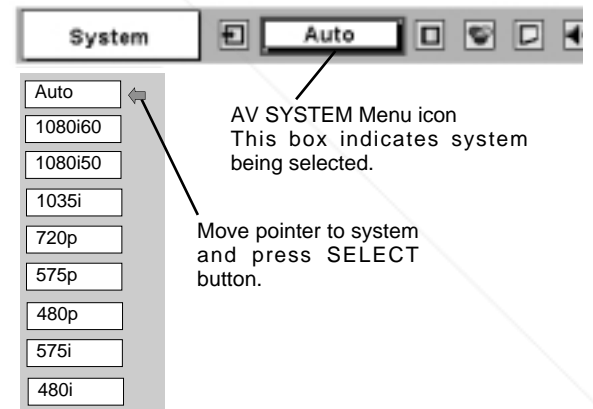 System
Auto
Auto
1080i60
1080i50
1035i
720p
575p
480p
575i
480i
AV SYSTEM Menu icon
This box indicates system
being selected.
Move pointer to system
and press SELECT
button.